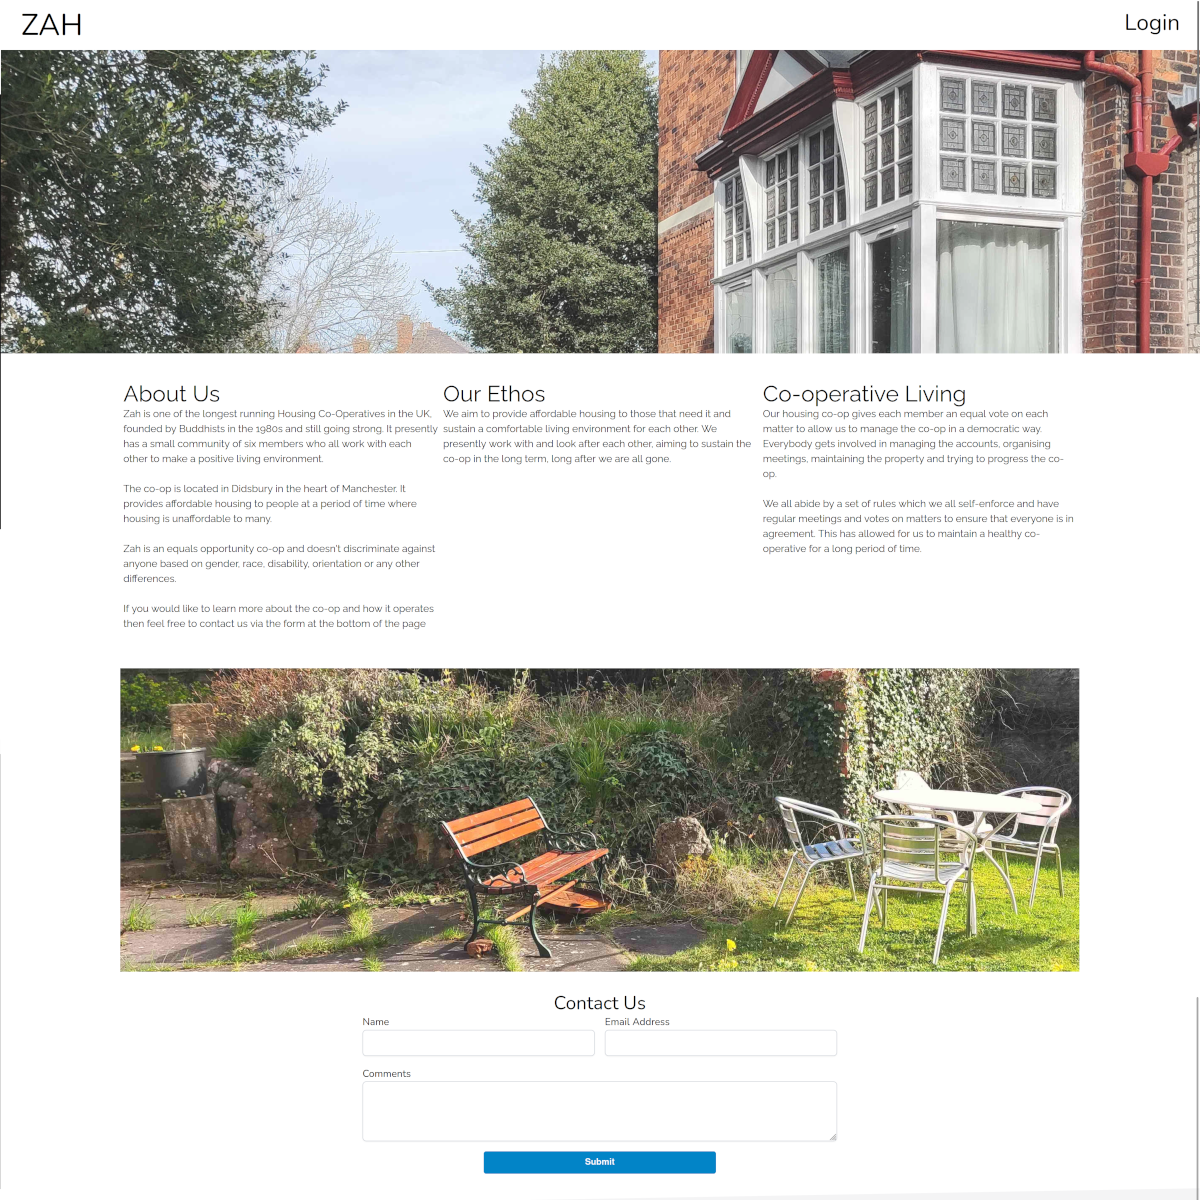 ZAH
Login
About Us
Zah is one of the longest running Housing Co-Operatives in the UK,
founded by Buddhists in the 1980s and still going strong. It presently
has a small community of six members who all work with each
other to make a positive living environment.
The co-op is located in Didsbury in the heart of Manchester. It
provides affordable housing to people at a period of time where
housing is unaffordable to many.
Zah is an equals opportunity co-op and doesn't discriminate against
anyone based on gender, race, disability, orientation or any other
differences.
If you would like to learn more about the co-op and how it operates
then feel free to contact us via the form at the bottom of the page
Our Ethos
We aim to provide affordable housing to those that need it and
sustain a comfortable living environment for each other. We
presently work with and look after each other, aiming to sustain the
co-op in the long term, long after we are all gone.
Co-operative Living
Our housing co-op gives each member an equal vote on each
matter to allow us to manage the co-op in a democratic way.
Everybody gets involved in managing the accounts, organising
meetings, maintaining the property and trying to progress the co-
op.
We all abide by a set of rules which we all self-enforce and have
regular meetings and votes on matters to ensure that everyone is in
agreement. This has allowed for us to maintain a healthy co-
operative for a long period of time.
Contact Us
Name
Email Address
Comments
Submit